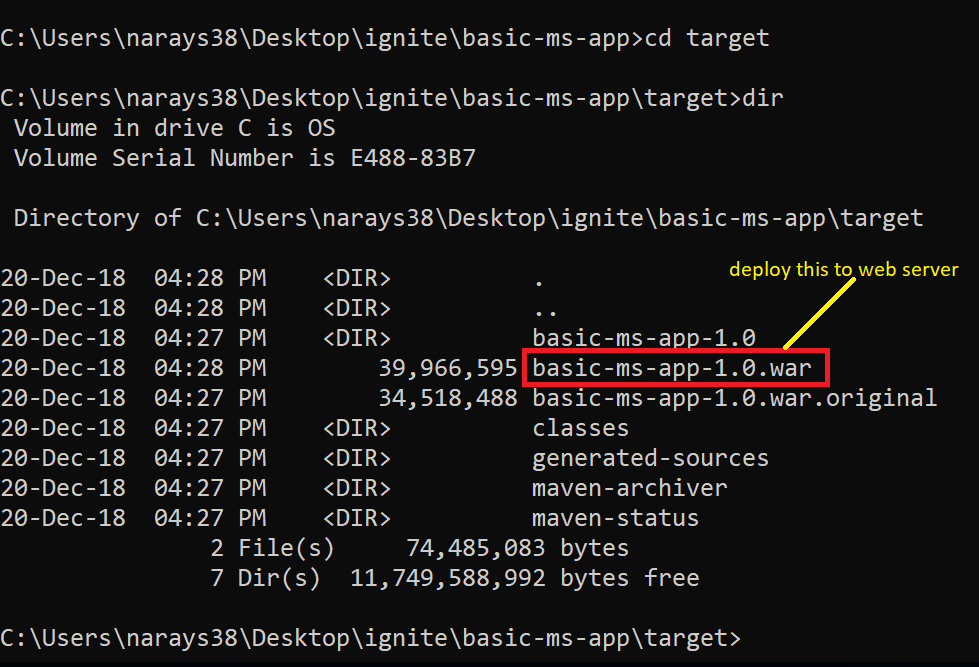 C:\Users\narays38\Desktop\ignite\basic-ms-app>cd target
C:\Users\narays38\Desktop\ignite\basic-ms-app\target>dir
Volume in drive C is OS
Volume Serial Number is E488-83B7
Directory of C:\Users\narays38\Desktop\ignite\basic-ms-app\target
deploy this to web server
20-Dec-18  04:28 PM    <DIR>          .
20-Dec-18  04:28 PM    <DIR>          ..
20-Dec-18  04:27 PM    <DIR>          basic-ms-app-1.0
20-Dec-18  04:28 PM        39,966,595 basic-ms-app-1.0.war
20-Dec-18  04:27 PM        34,518,488 basic-ms-app-1.0.war.original
20-Dec-18  04:27 PM    <DIR>          classes
20-Dec-18  04:27 PM    <DIR>          generated-sources
20-Dec-18  04:27 PM    <DIR>          maven-archiver
20-Dec-18  04:27 PM    <DIR>          maven-status
2 File(s)     74,485,083 bytes
7 Dir(s)  11,749,588,992 bytes free
C:\Users\narays38\Desktop\ignite\basic-ms-app\target>